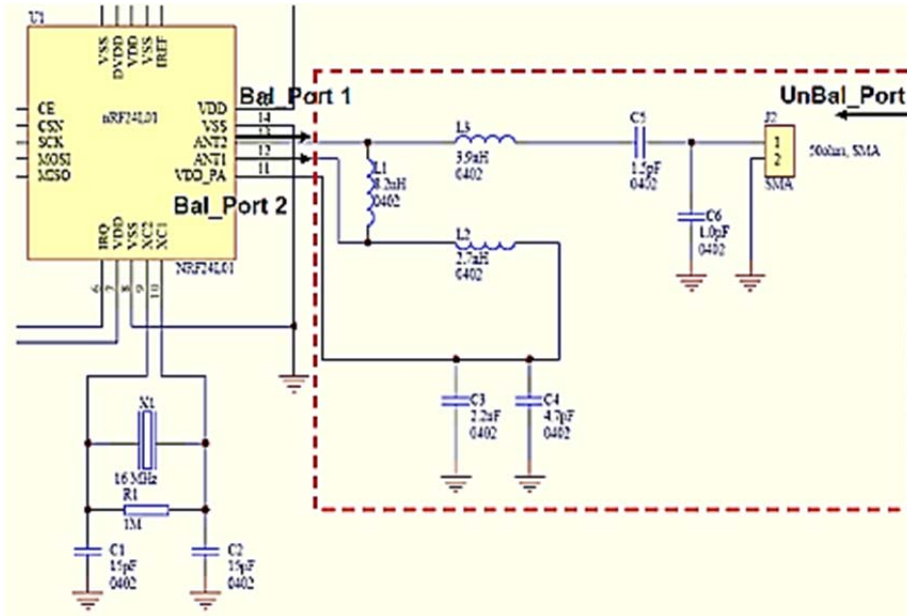 U1
VSS
DVDD
VDD
VSS
IREF
CE
CSN
SCK
MOSI
MISO
nRF24L01
VDD
VSS
ANT2
ANT1
VDD_PA
14
13
12
11
IRQ
VDD
VSS
XC2
XC1
6
7
8
9
10
NRF24L01
Bal_Port 1
Bal_Port 2
UnBal_Port
L1
8.2nH
0402
L3
3.9nH
0402
L2
2.7nH
0402
C5
1.5pF
0402
C6
1.0pF
0402
J2
1
2
50ohm, SMA
SMA
C3
2.2nF
0402
C4
4.7pF
0402
X1
16 MHz
R1
1M
C1
15pF
0402
C2
15pF
0402